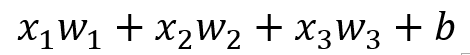 x₁w₁ + x₂w₂ + x₃w₃ + b